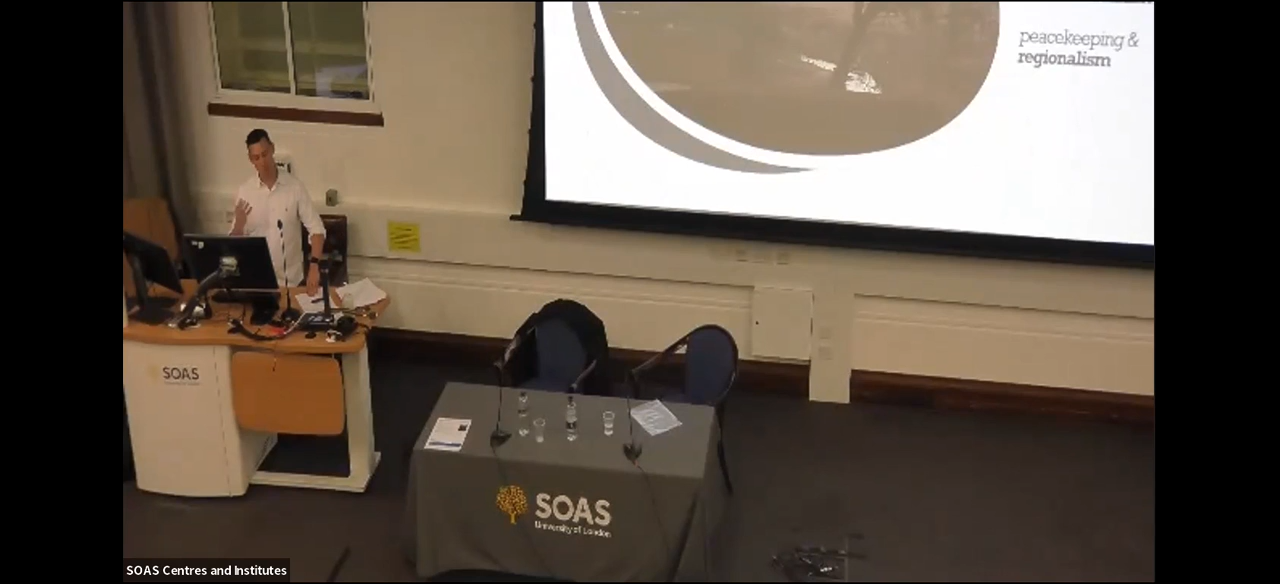 peacekeeping &
regionalism
SOAS
SOAS
University of London
SOAS Centres and Institutes